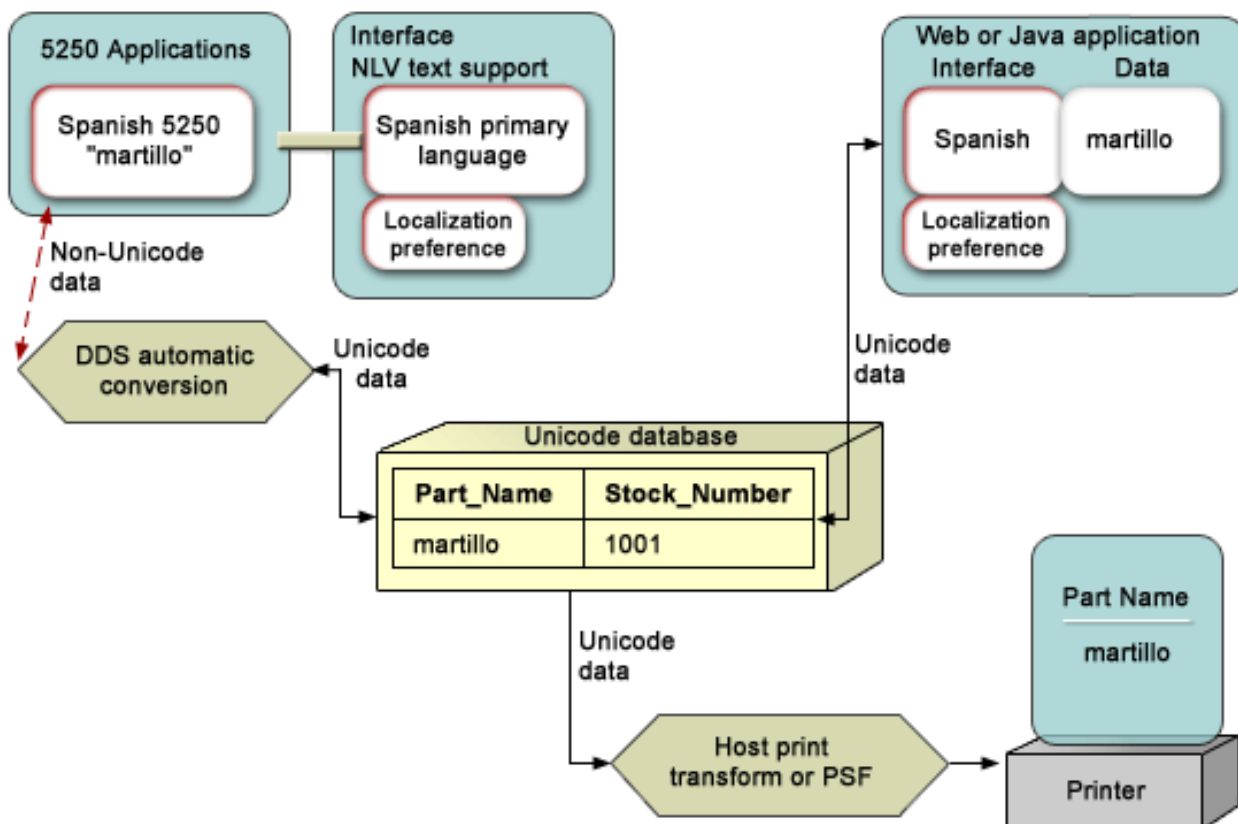 5250 Applications
Spanish 5250
"martillo"
Interface
NLV text support
Spanish primary
language
Localization
preference
Web or Java application
Interface Data
Spanish martillo
Localization
preference
Non-Unicode
data
DDS automatic
conversion
Unicode
data
Unicode
data
Unicode database
Part_Name Stock_Number
martillo 1001
Unicode
data
Host print
transform or PSF
Part Name
martillo
Printer